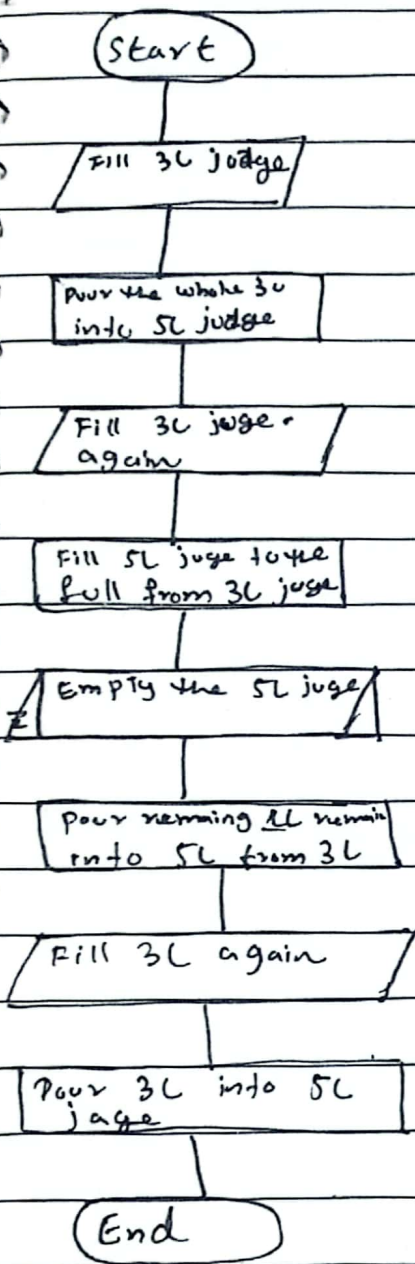 Start
Fill 3L judge
Pour the whole 3L
into 5L judge
Fill 3L juge.
again
Fill 5L juge to the
full from 3L juge
Empty the 5L juge
Pour remaing 1L remain
into 5L from 3L
Fill 3L again
Pour 3L into 5L
jage
End